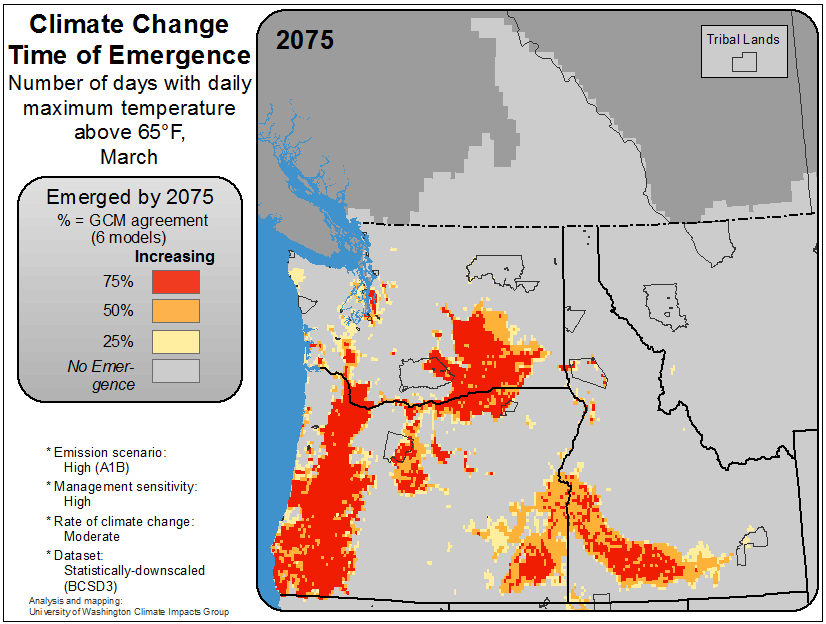 Climate Change
Time of Emergence
Number of days with daily
maximum temperature
above 65°F,
March
2075
Tribal Lands
Emerged by 2075
% = GCM agreement
(6 models)
Increasing
75%
50%
25%
No Emer-
gence
* Emission scenario:
High (A1B)
* Management sensitivity:
High
* Rate of climate change:
Moderate
* Dataset:
Statistically-downscaled
(BCSD3)
Analysis and mapping:
University of Washington Climate Impacts Group